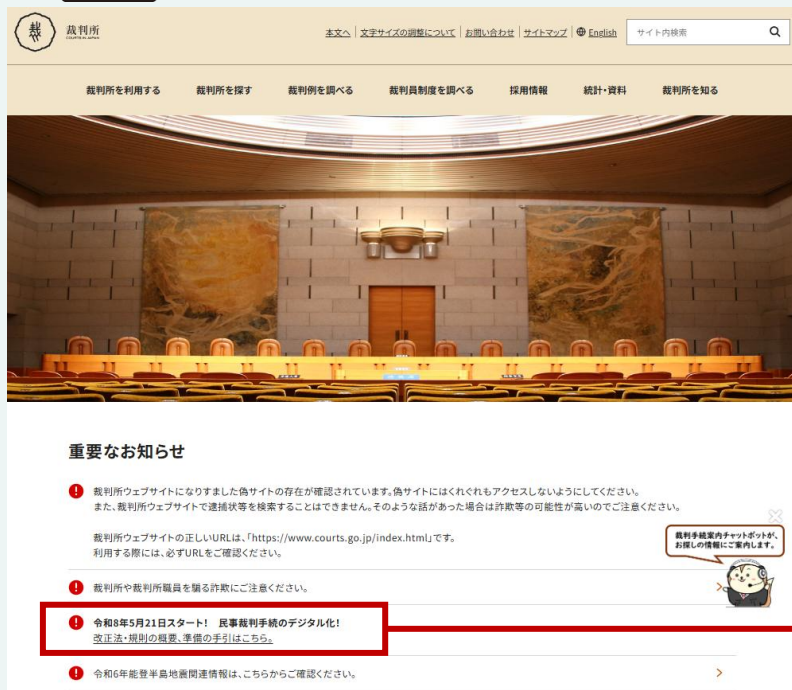 裁判所
COURTS IN JAPAN
本文へ 文字サイズの調整について お問い合わせ サイトマップ English サイト内検索
裁判所を利用する 裁判所を探す 裁判例を調べる 裁判員制度を調べる 採用情報 統計・資料 裁判所を知る
重要なお知らせ
裁判所ウェブサイトになりすました偽サイトの存在が確認されています。偽サイトにはくれぐれもアクセスしないようにしてください。
また、裁判所ウェブサイトで逮捕状等を検索することはできません。そのような話があった場合は詐欺等の可能性が高いのでご注意ください。
裁判所ウェブサイトの正しいURLは、「https://www.courts.go.jp/index.html」です。
利用する際には、必ずURLをご確認ください。
裁判手続案内チャットボットが、
お探しの情報にご案内します。
裁判所や裁判所職員を騙る詐欺にご注意ください。
令和8年5月21日スタート! 民事裁判手続のデジタル化!
改正法・規則の概要、準備の手引はこちら。
令和6年能登半島地震関連情報は、こちらからご確認ください。